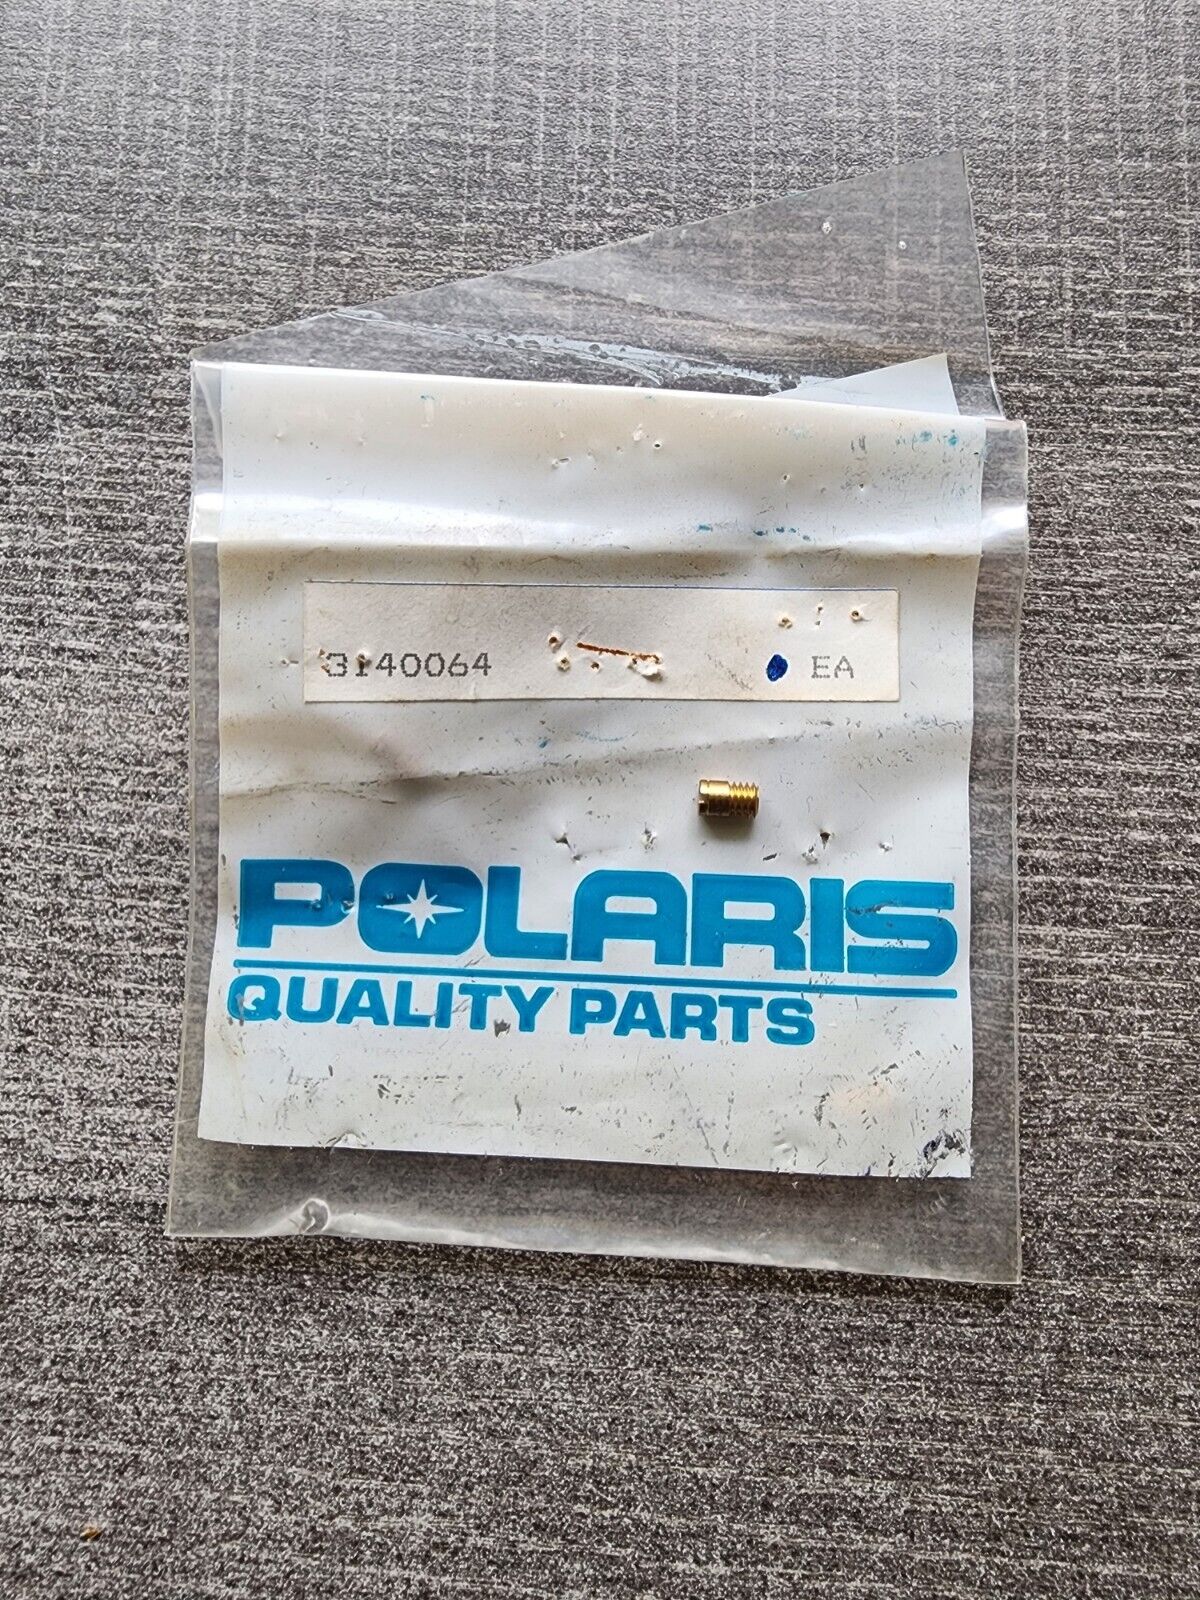 3140064 EA
POLARIS
QUALITY PARTS